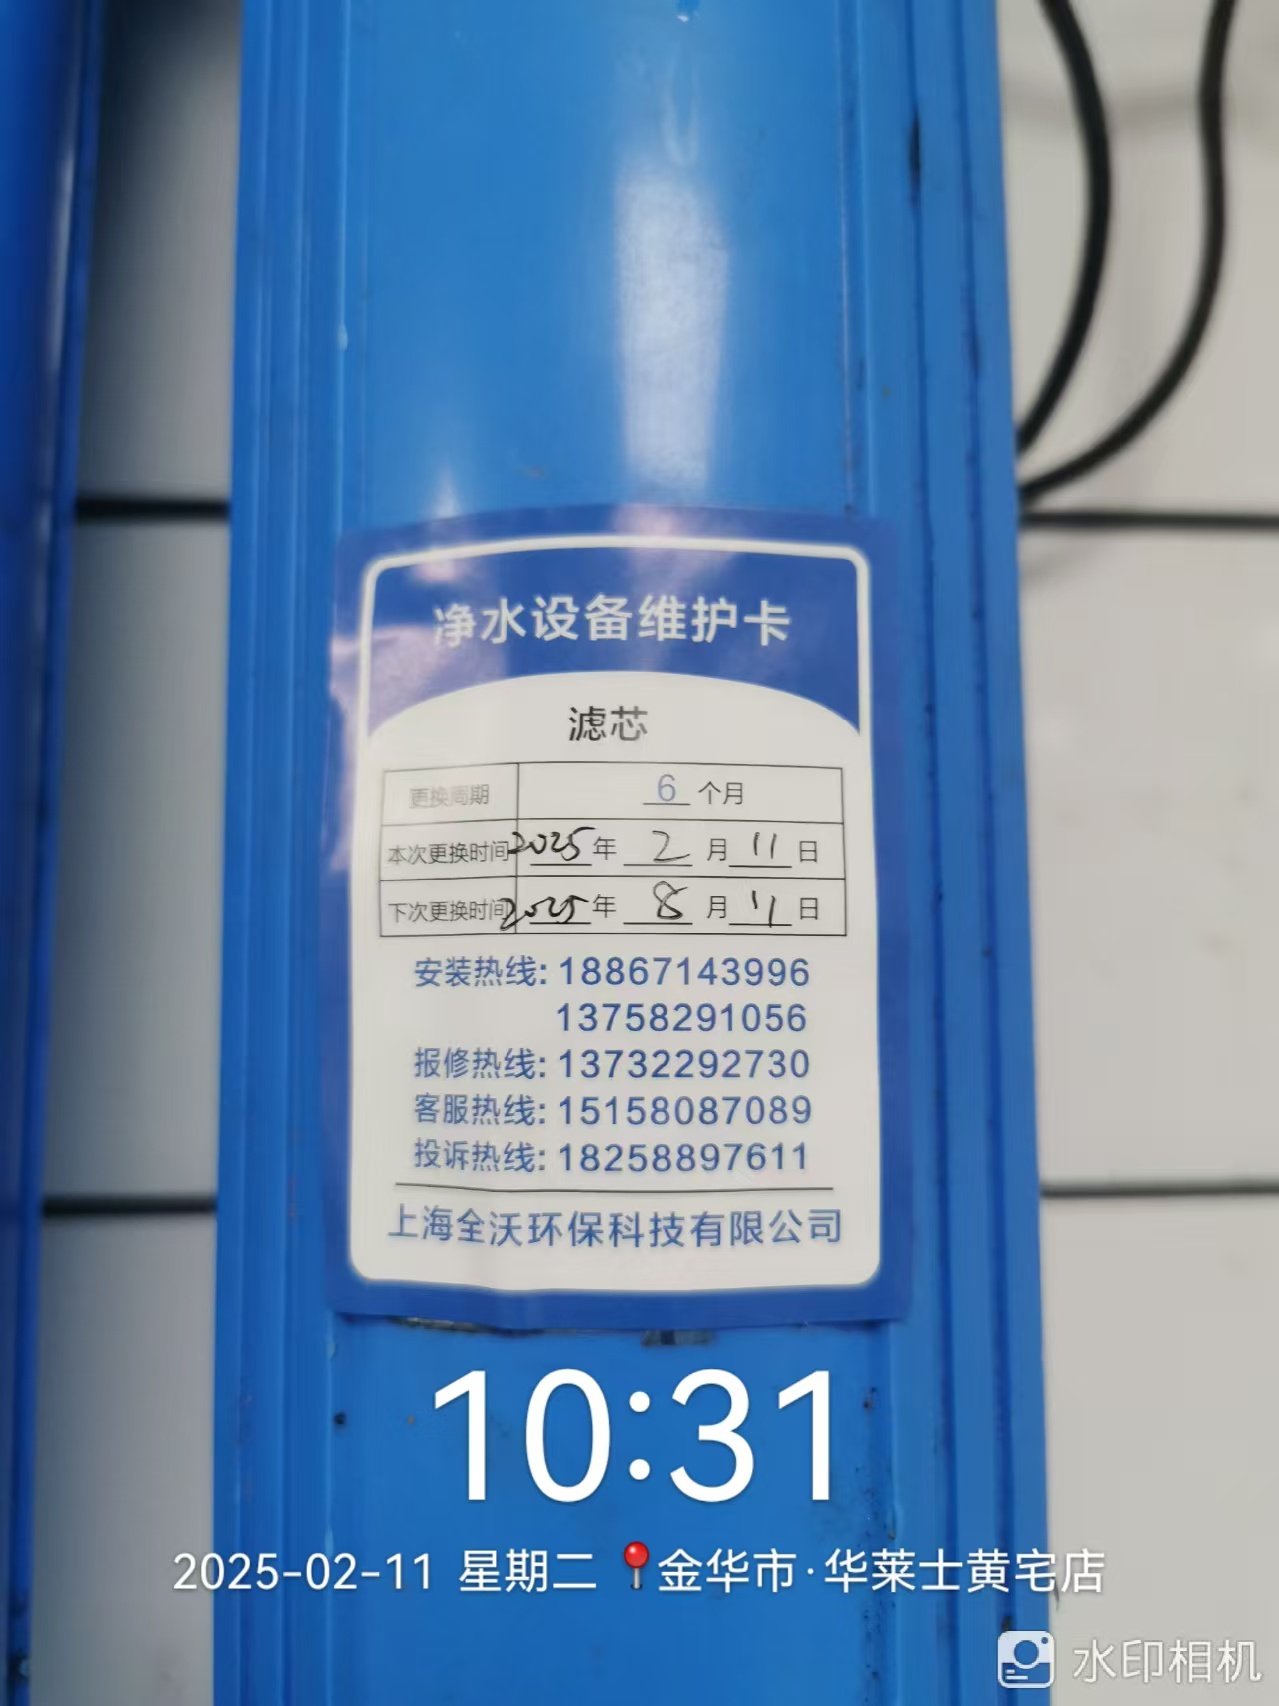 净水设备维护卡
滤芯
更换周期 6 个月
本次更换时间 2025 年 2 月 11 日
下次更换时间 2025 年 8 月 11 日
安装热线: 18867143996
13758291056
报修热线: 13732292730
客服热线: 15158087089
投诉热线: 18258897611
上海全沃环保科技有限公司
10:31
2025-02-11 星期二 📍金华市·华莱士黄宅店
水印相机